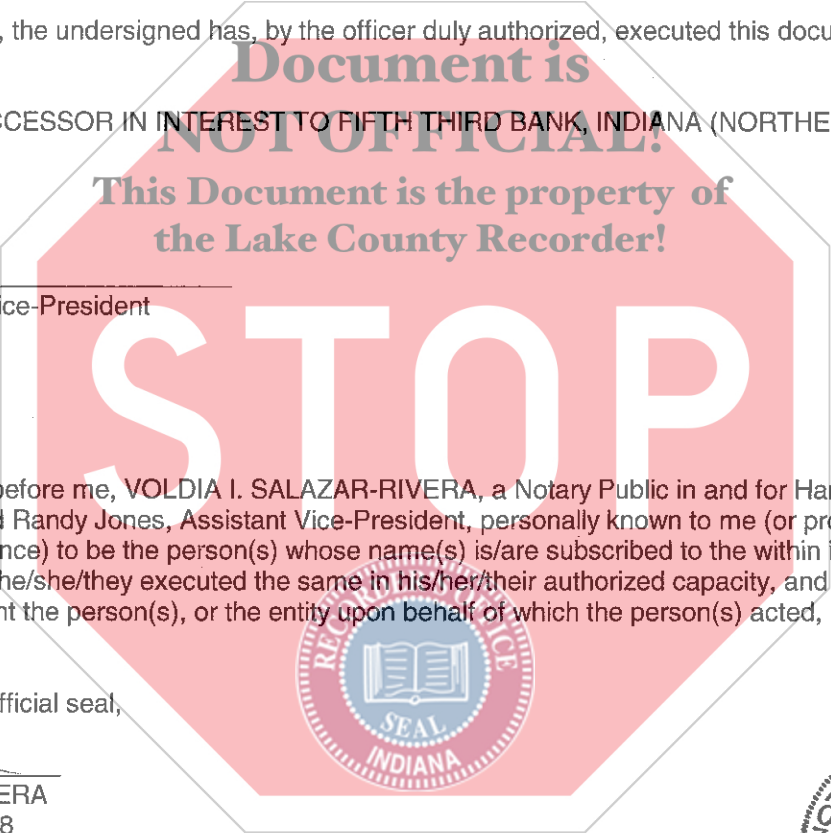 , the undersigned has, by the officer duly authorized, executed this docu
Document is
CCESSOR IN INTEREST TO FIFTH THIRD BANK, INDIANA (NORTHE
NOT OFFICIAL!
This Document is the property of
the Lake County Recorder!
ice-President
STOP
before me, VOLDIA I. SALAZAR-RIVERA, a Notary Public in and for Har
Randy Jones, Assistant Vice-President, personally known to me (or pro
nce) to be the person(s) whose name(s) is/are subscribed to the within i
he/she/they executed the same in his/her/their authorized capacity, and
nt the person(s), or the entity upon behalf of which the person(s) acted,
RECORDER'S OFFICE
SEAL
INDIANA
fficial seal,
ERA
8